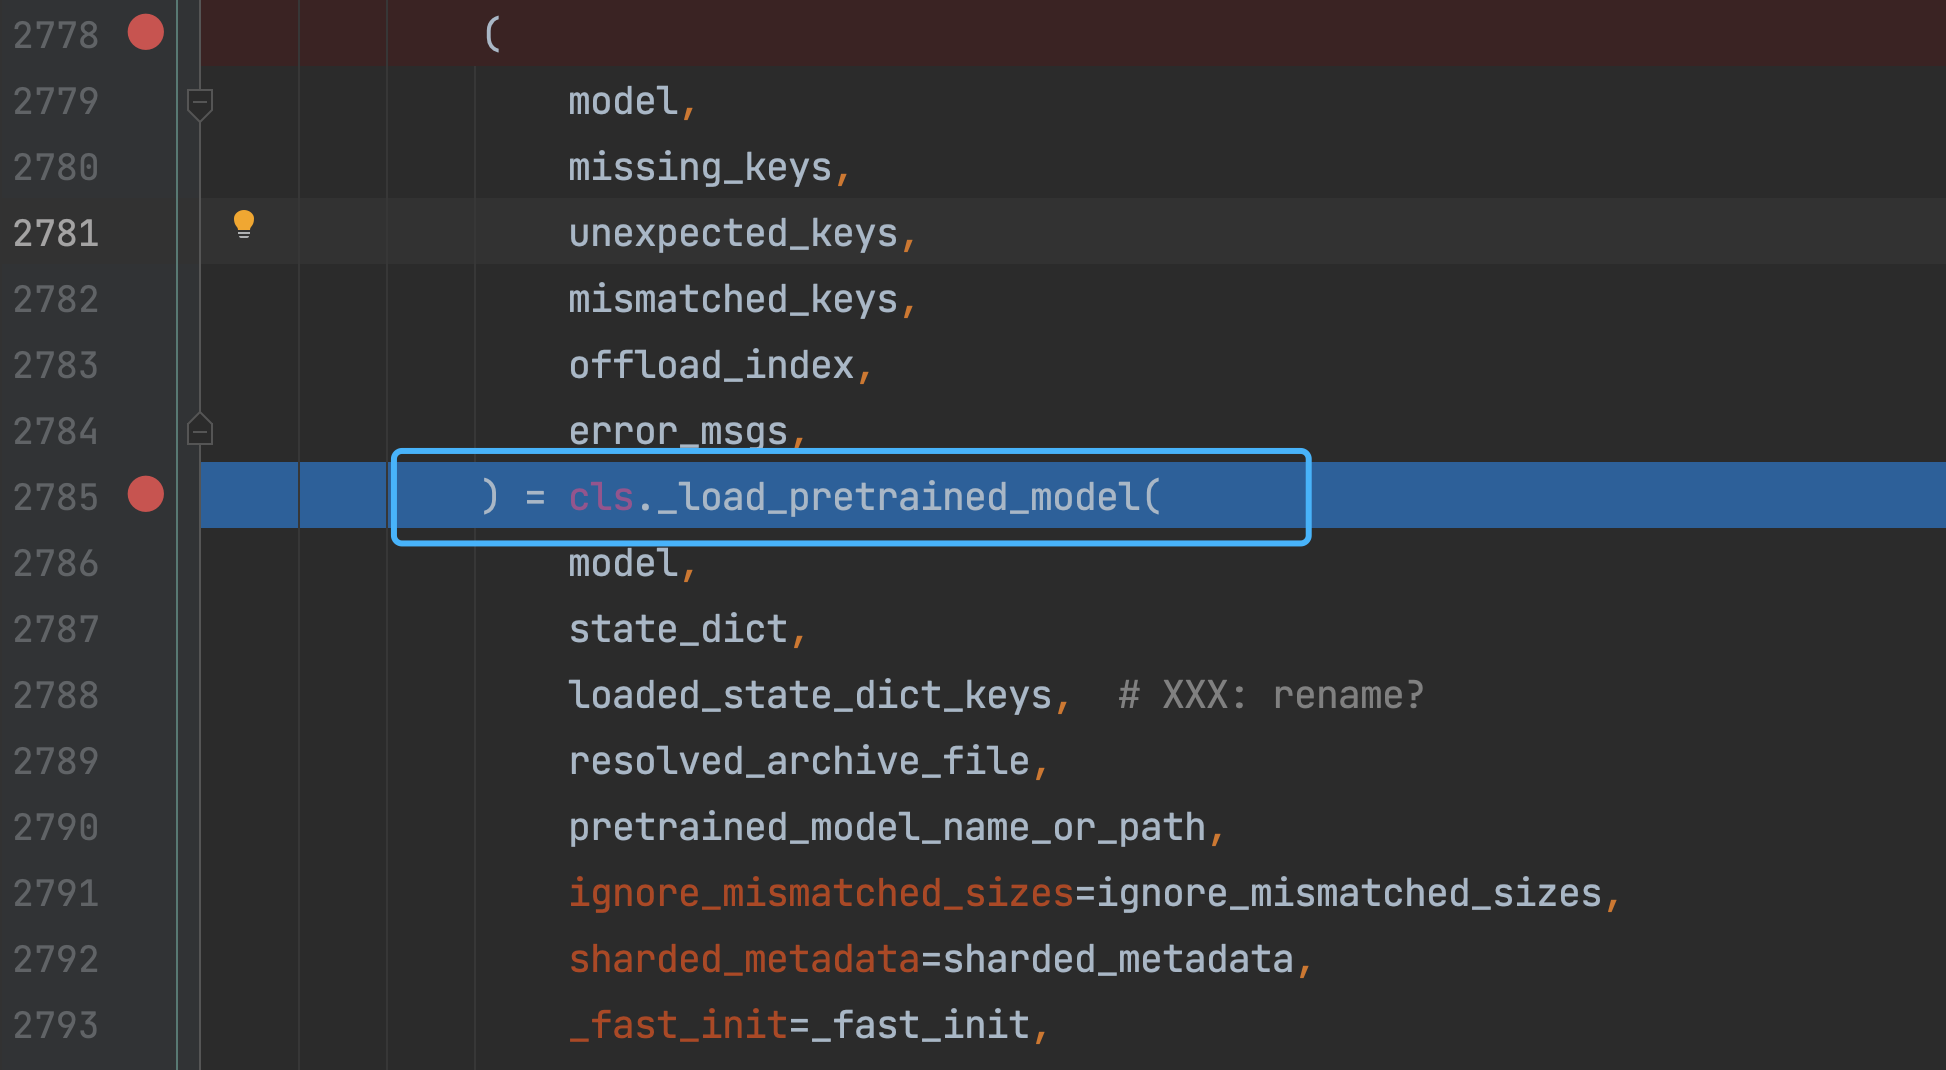 2778 (
2779 model,
2780 missing_keys,
2781 unexpected_keys,
2782 mismatched_keys,
2783 offload_index,
2784 error_msgs,
2785 ) = cls._load_pretrained_model(
2786 model,
2787 state_dict,
2788 loaded_state_dict_keys,  # XXX: rename?
2789 resolved_archive_file,
2790 pretrained_model_name_or_path,
2791 ignore_mismatched_sizes=ignore_mismatched_sizes,
2792 sharded_metadata=sharded_metadata,
2793 _fast_init=_fast_init,